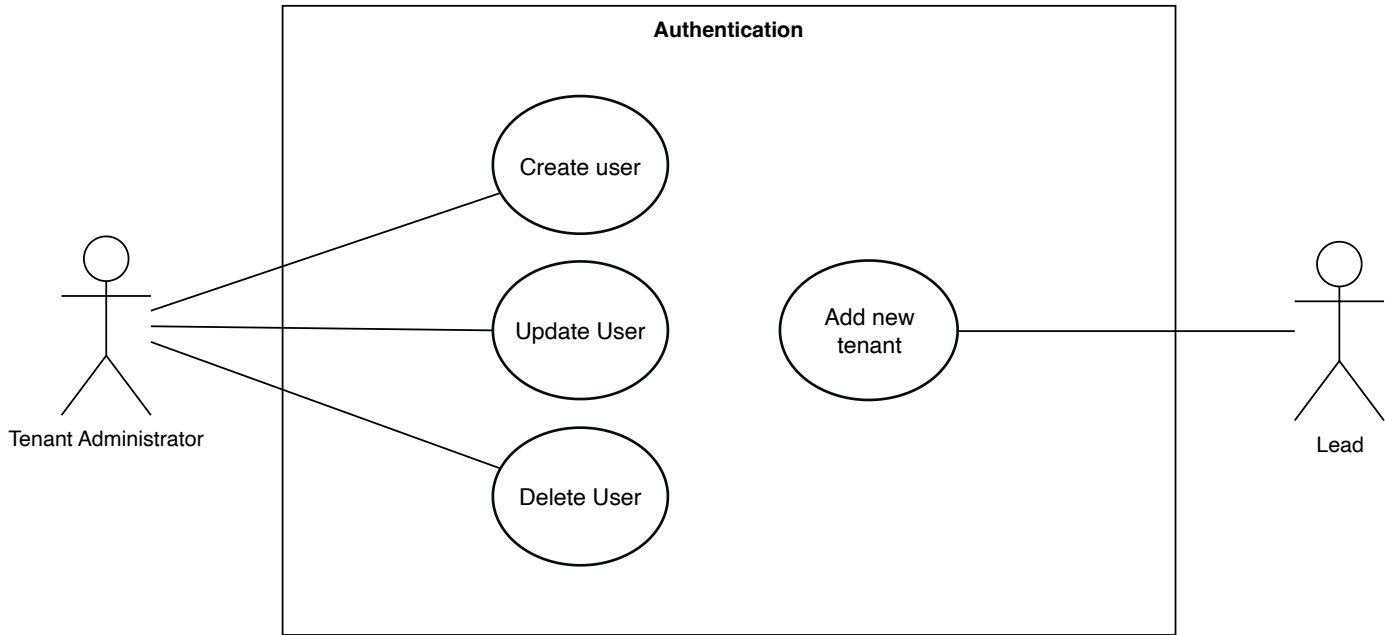 Authentication
Create user
Update User
Add new
tenant
Delete User
Tenant Administrator
Lead